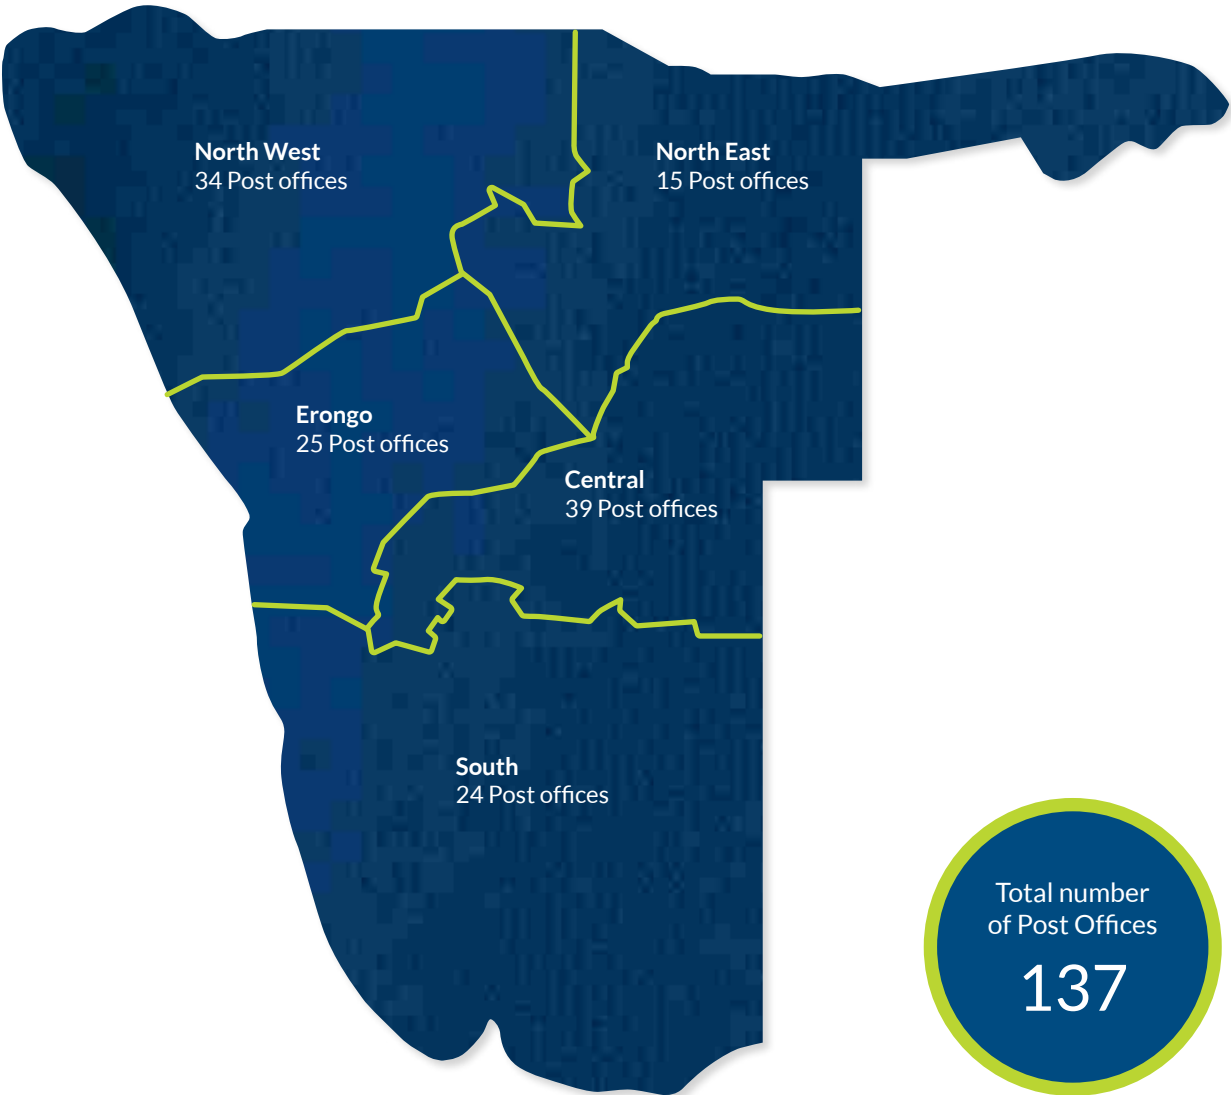 North West
34 Post offices
North East
15 Post offices
Erongo
25 Post offices
Central
39 Post offices
South
24 Post offices
Total number
of Post Offices
137